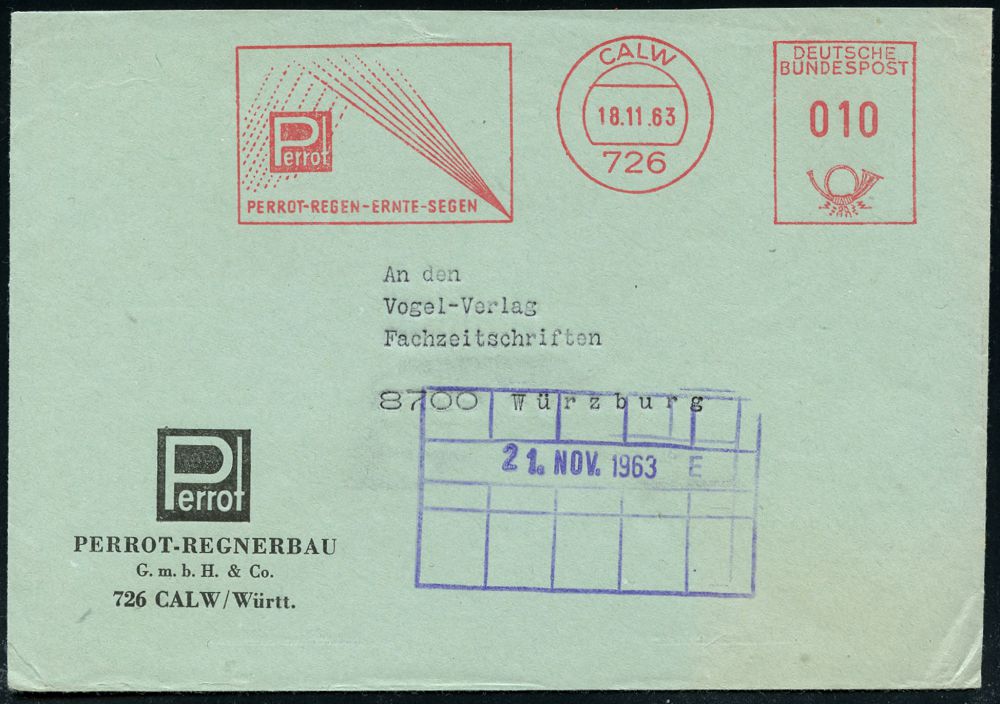 Perrot
PERROT-REGEN-ERNTE-SEGEN
CALW
18.11.63
726
DEUTSCHE
BUNDESPOST
010
An den
Vogel-Verlag
Fachzeitschriften
8700 Würzburg
21. NOV. 1963 E
Perrot
PERROT-REGNERBAU
G. m. b. H. & Co.
726 CALW/Württ.